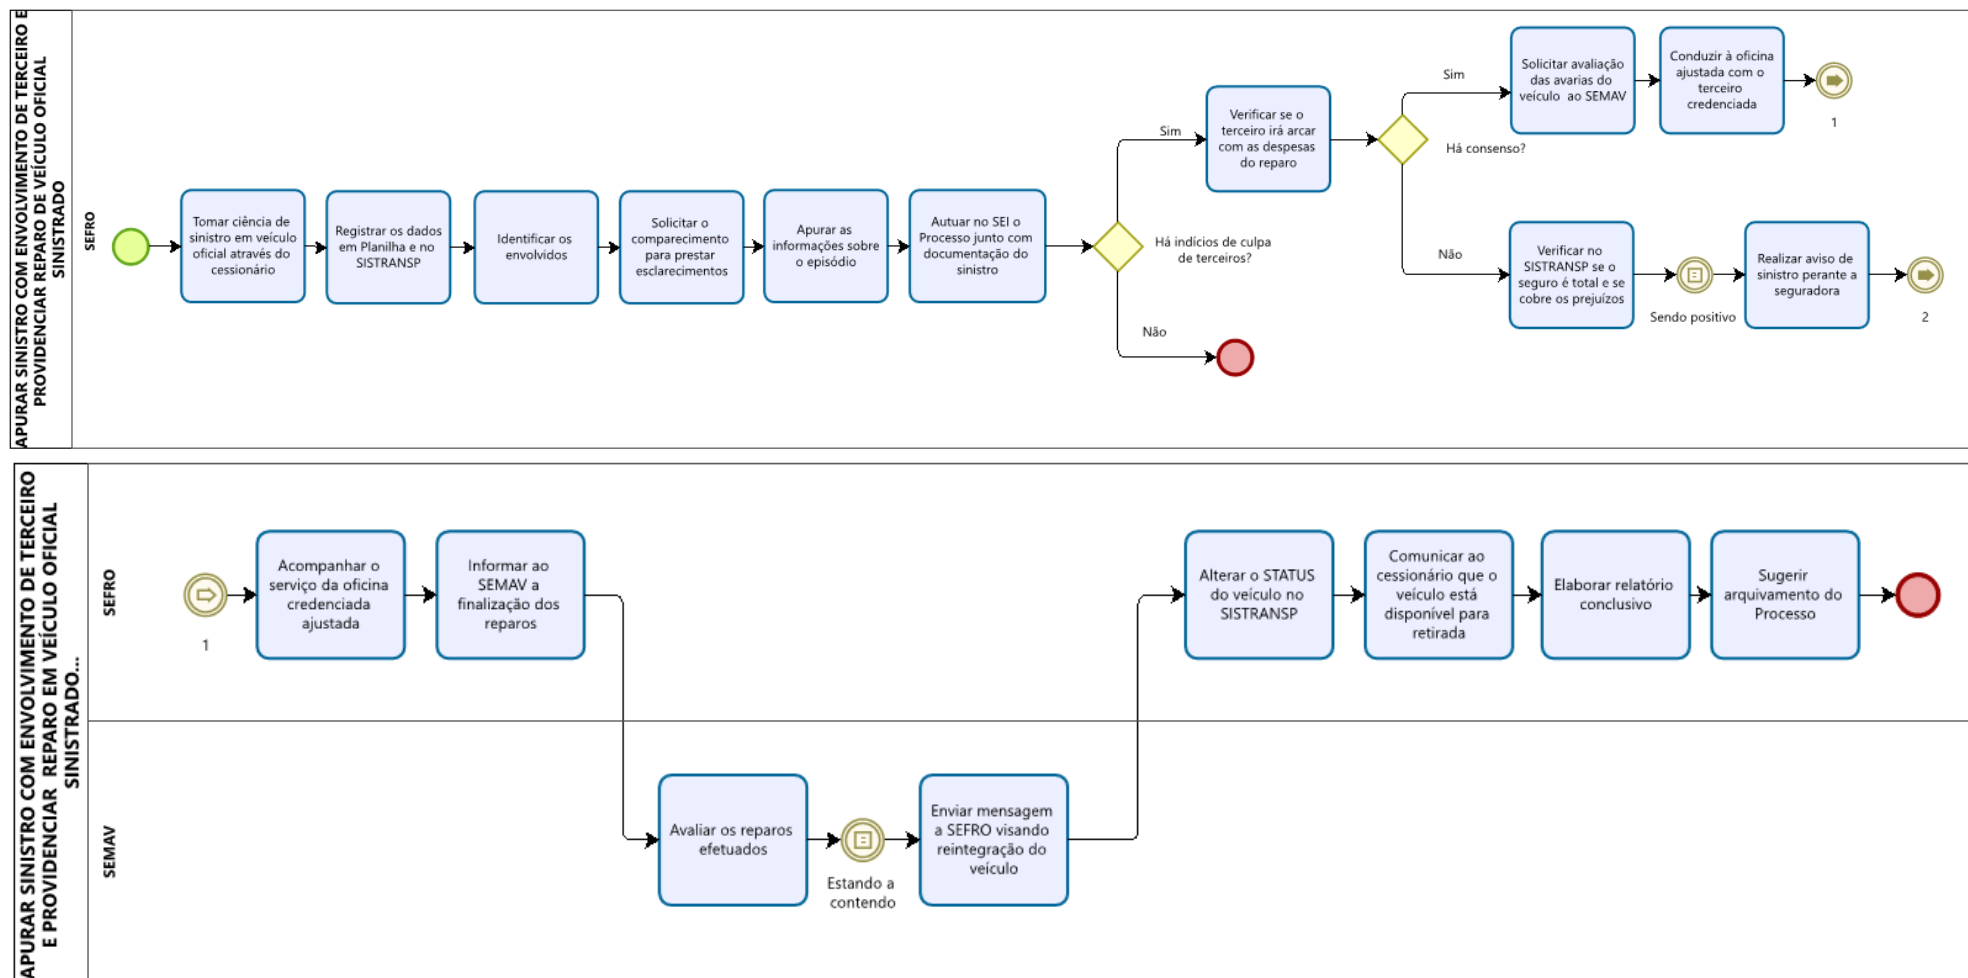 APURAR SINISTRO COM ENVOLVIMENTO DE TERCEIRO E
PROVIDENCIAR REPARO DE VEÍCULO OFICIAL
SINISTRADO
SEFRO
Tomar ciência de
sinistro em veículo
oficial através do
cessionário
Registrar os dados
em Planilha e no
SISTRANSP
Identificar os
envolvidos
Solicitar o
comparecimento
para prestar
esclarecimentos
Apurar as
informações sobre
o episódio
Autuar no SEI o
Processo junto com
documentação do
sinistro
Há indícios de culpa
de terceiros?
Sim
Não
Verificar se o
terceiro irá arcar
com as despesas
do reparo
Há consenso?
Sim
Solicitar avaliação
das avarias do
veículo ao SEMAV
Conduzir à oficina
ajustada com o
terceiro
credenciada
1
Não
Verificar no
SISTRANSP se o
seguro é total e se
cobre os prejuízos
Sendo positivo
Realizar aviso de
sinistro perante a
seguradora
2
APURAR SINISTRO COM ENVOLVIMENTO DE TERCEIRO
E PROVIDENCIAR REPARO EM VEÍCULO OFICIAL
SINISTRADO...
SEFRO
1
Acompanhar o
serviço da oficina
credenciada
ajustada
Informar ao
SEMAV a
finalização dos
reparos
SEMAV
Avaliar os reparos
efetuados
Estando a
contendo
Enviar mensagem
a SEFRO visando
reintegração do
veículo
Alterar o STATUS
do veículo no
SISTRANSP
Comunicar ao
cessionário que o
veículo está
disponível para
retirada
Elaborar relatório
conclusivo
Sugerir
arquivamento do
Processo